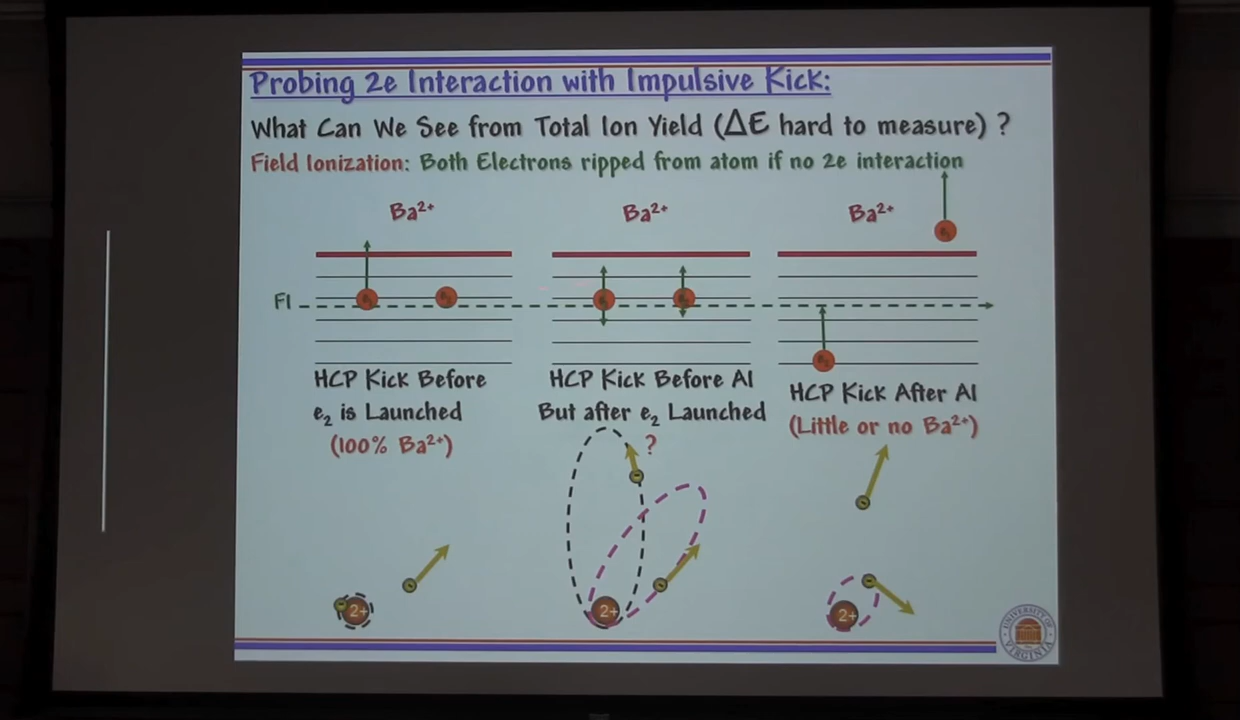 Probing 2e Interaction with Impulsive Kick:
What Can We See from Total Ion Yield (ΔE hard to measure) ?
Field Ionization: Both Electrons ripped from atom if no 2e interaction
Ba²⁺ Ba²⁺ Ba²⁺
FI
HCP Kick Before
e₂ is Launched
(100% Ba²⁺)
HCP Kick Before AI
But after e₂ Launched
?
HCP Kick After AI
(Little or no Ba²⁺)
2+ 2+ 2+
UNIVERSITY OF
VIRGINIA